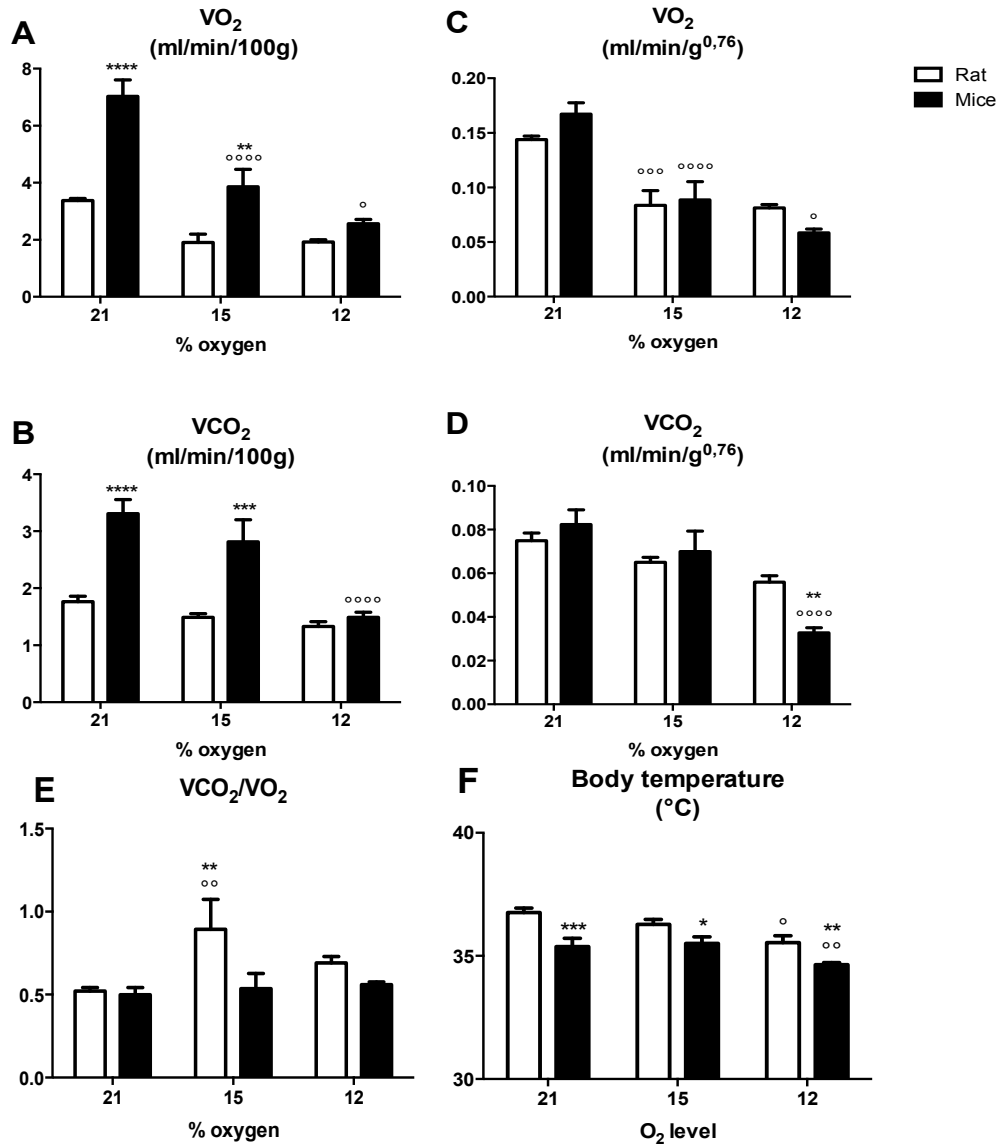 A
VO2
(ml/min/100g)
8
6
4
2
0
****
**
°°°°
°
21 15 12
% oxygen
C
VO2
(ml/min/g0,76)
0.20
0.15
0.10
0.05
0.00
°°° °°°°
°
21 15 12
% oxygen
Rat
Mice
B
VCO2
(ml/min/100g)
4
3
2
1
0
**** ***
°°°°
21 15 12
% oxygen
D
VCO2
(ml/min/g0,76)
0.10
0.08
0.06
0.04
0.02
0.00
**
°°°°
21 15 12
% oxygen
E
VCO2/VO2
1.5
1.0
0.5
0.0
**
°°
21 15 12
% oxygen
F
Body temperature
(°C)
40
35
30
*** * ° **
°°
21 15 12
O2 level